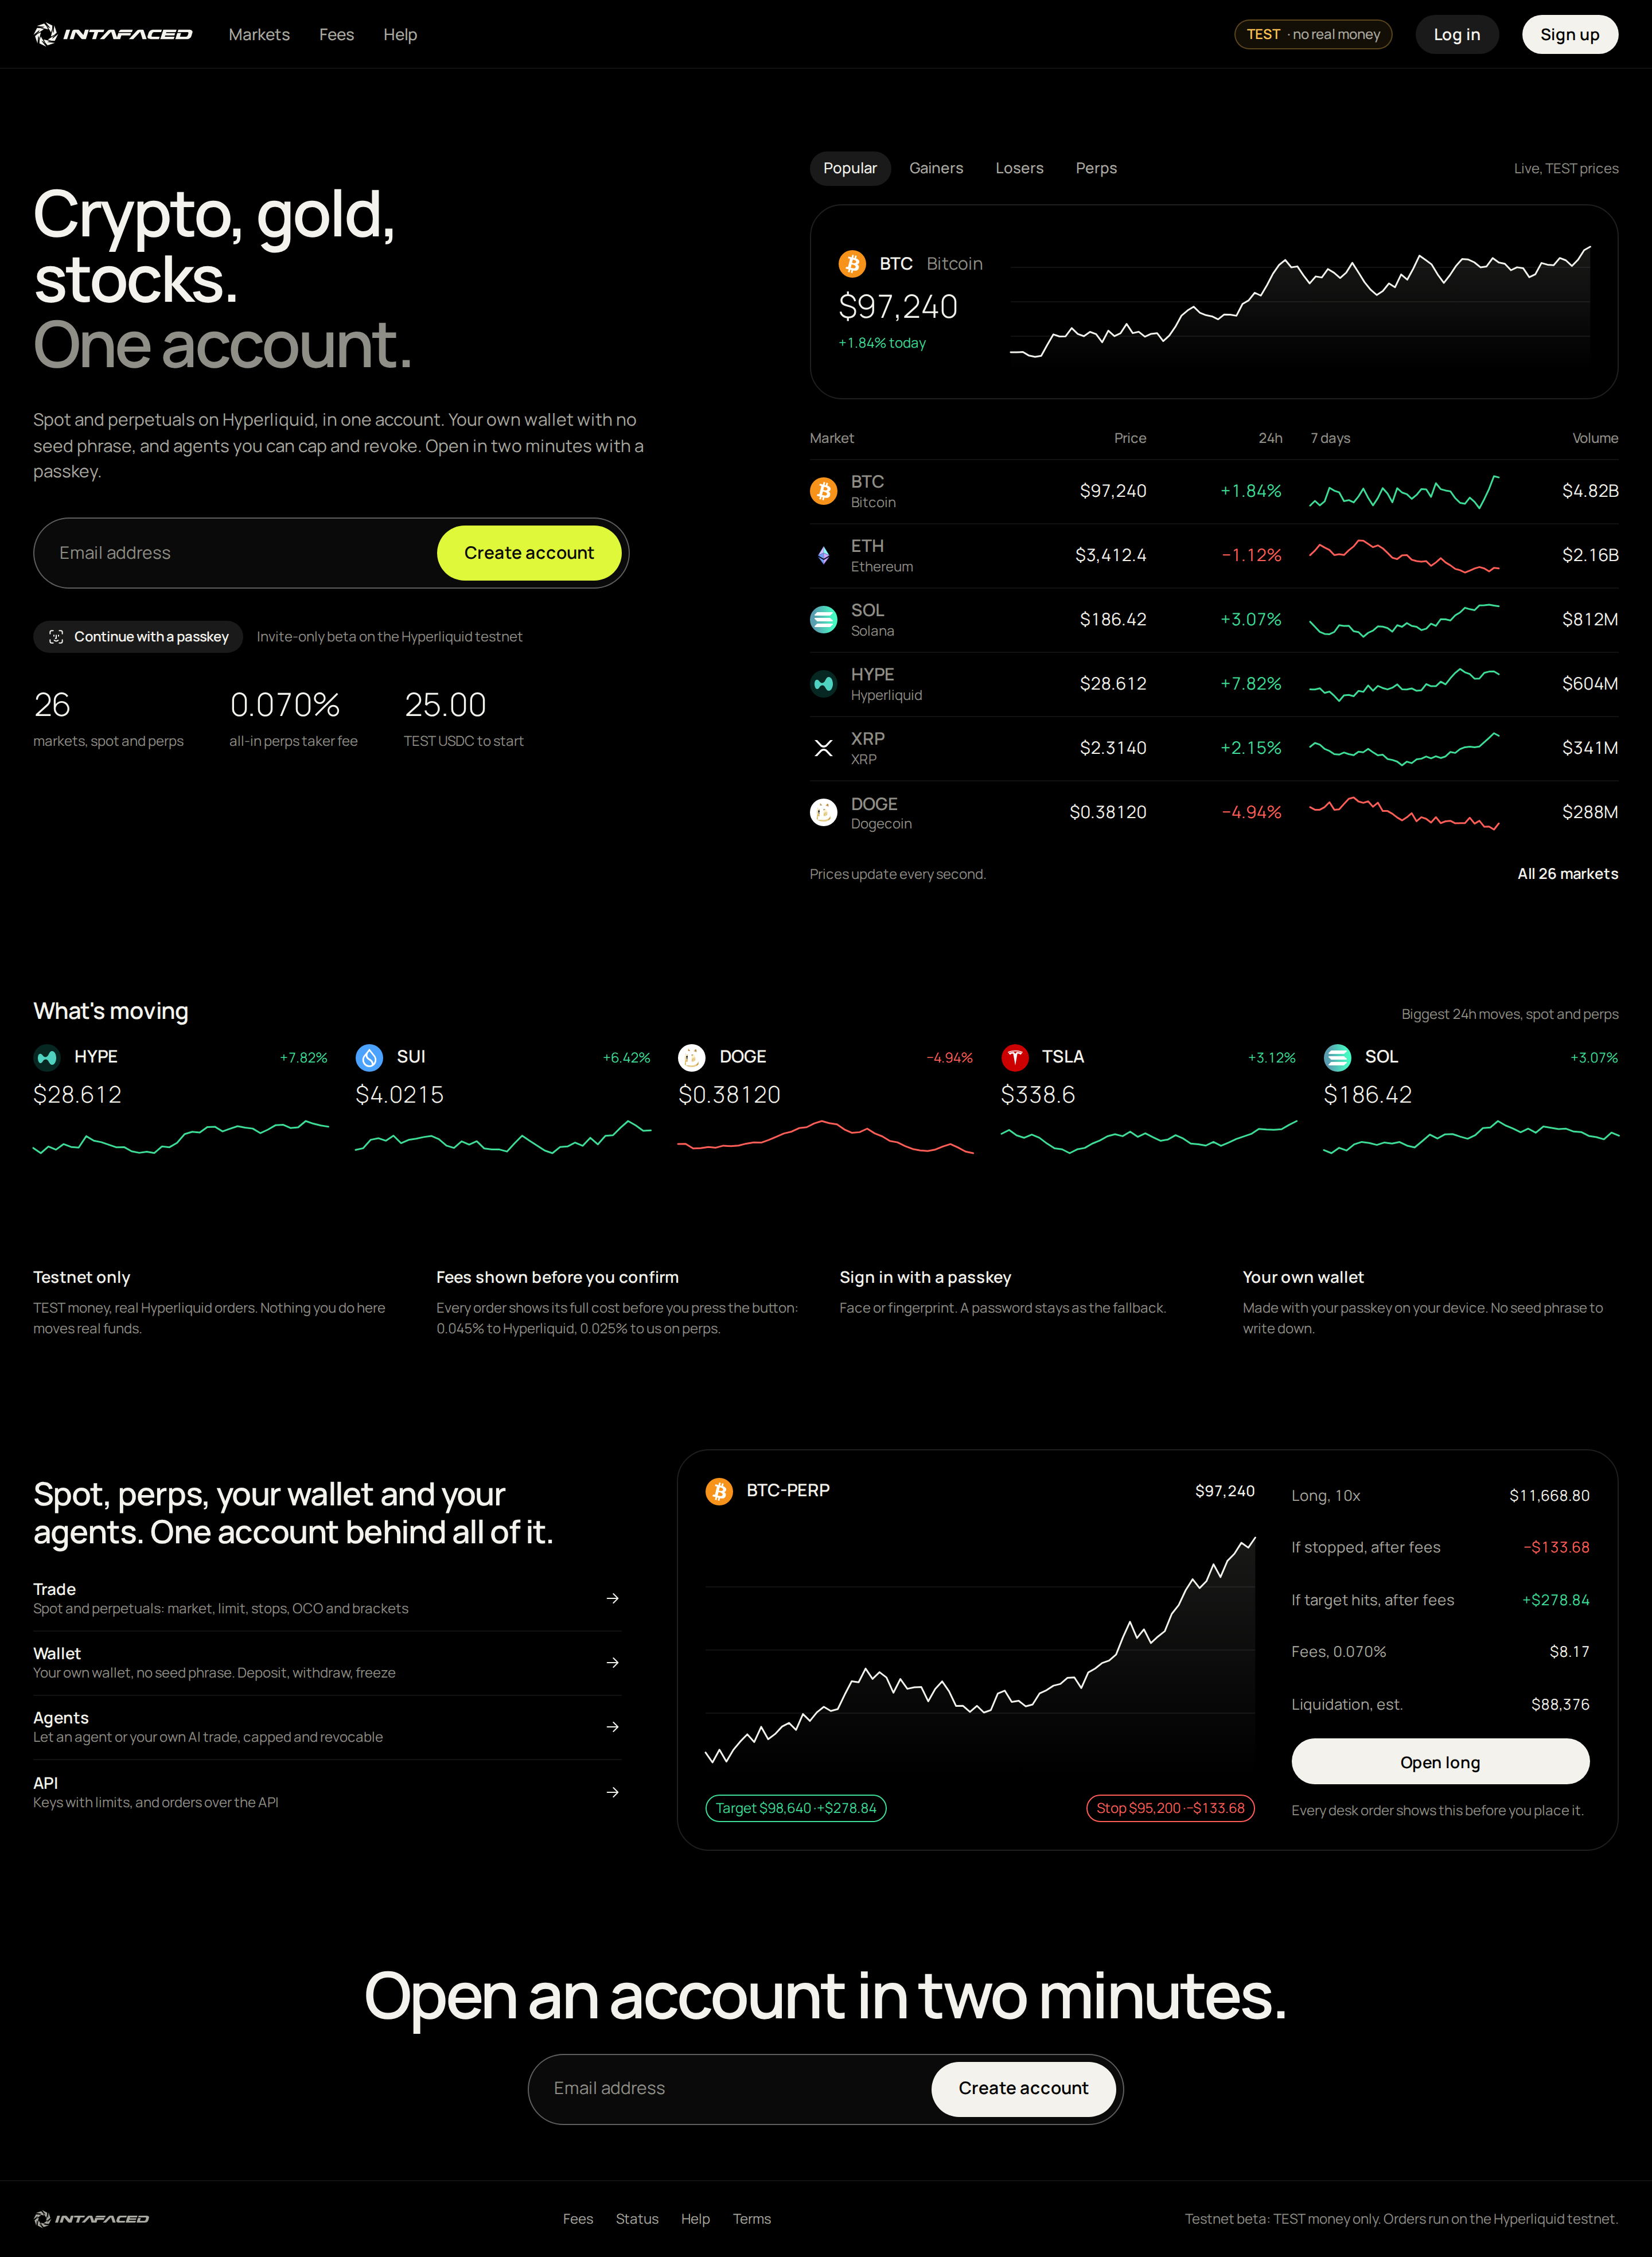 INTAFACED
Markets
Fees
Help
TEST · no real money
Log in
Sign up
Crypto, gold,
stocks.
One account.
Spot and perpetuals on Hyperliquid, in one account. Your own wallet with no
seed phrase, and agents you can cap and revoke. Open in two minutes with a
passkey.
Email address
Create account
Continue with a passkey
Invite-only beta on the Hyperliquid testnet
26
markets, spot and perps
0.070%
all-in perps taker fee
25.00
TEST USDC to start
Popular
Gainers
Losers
Perps
Live, TEST prices
BTC Bitcoin
$97,240
+1.84% today
Market Price 24h 7 days Volume
BTC
Bitcoin
$97,240 +1.84% $4.82B
ETH
Ethereum
$3,412.4 −1.12% $2.16B
SOL
Solana
$186.42 +3.07% $812M
HYPE
Hyperliquid
$28.612 +7.82% $604M
XRP
XRP
$2.3140 +2.15% $341M
DOGE
Dogecoin
$0.38120 −4.94% $288M
Prices update every second.
All 26 markets
What's moving
Biggest 24h moves, spot and perps
HYPE +7.82%
$28.612
SUI +6.42%
$4.0215
DOGE −4.94%
$0.38120
TSLA +3.12%
$338.6
SOL +3.07%
$186.42
Testnet only
TEST money, real Hyperliquid orders. Nothing you do here
moves real funds.
Fees shown before you confirm
Every order shows its full cost before you press the button:
0.045% to Hyperliquid, 0.025% to us on perps.
Sign in with a passkey
Face or fingerprint. A password stays as the fallback.
Your own wallet
Made with your passkey on your device. No seed phrase to
write down.
Spot, perps, your wallet and your
agents. One account behind all of it.
Trade
Spot and perpetuals: market, limit, stops, OCO and brackets
Wallet
Your own wallet, no seed phrase. Deposit, withdraw, freeze
Agents
Let an agent or your own AI trade, capped and revocable
API
Keys with limits, and orders over the API
BTC-PERP $97,240
Target $98,640 · +$278.84
Stop $95,200 · −$133.68
Long, 10x $11,668.80
If stopped, after fees −$133.68
If target hits, after fees +$278.84
Fees, 0.070% $8.17
Liquidation, est. $88,376
Open long
Every desk order shows this before you place it.
Open an account in two minutes.
Email address
Create account
INTAFACED
Fees
Status
Help
Terms
Testnet beta: TEST money only. Orders run on the Hyperliquid testnet.